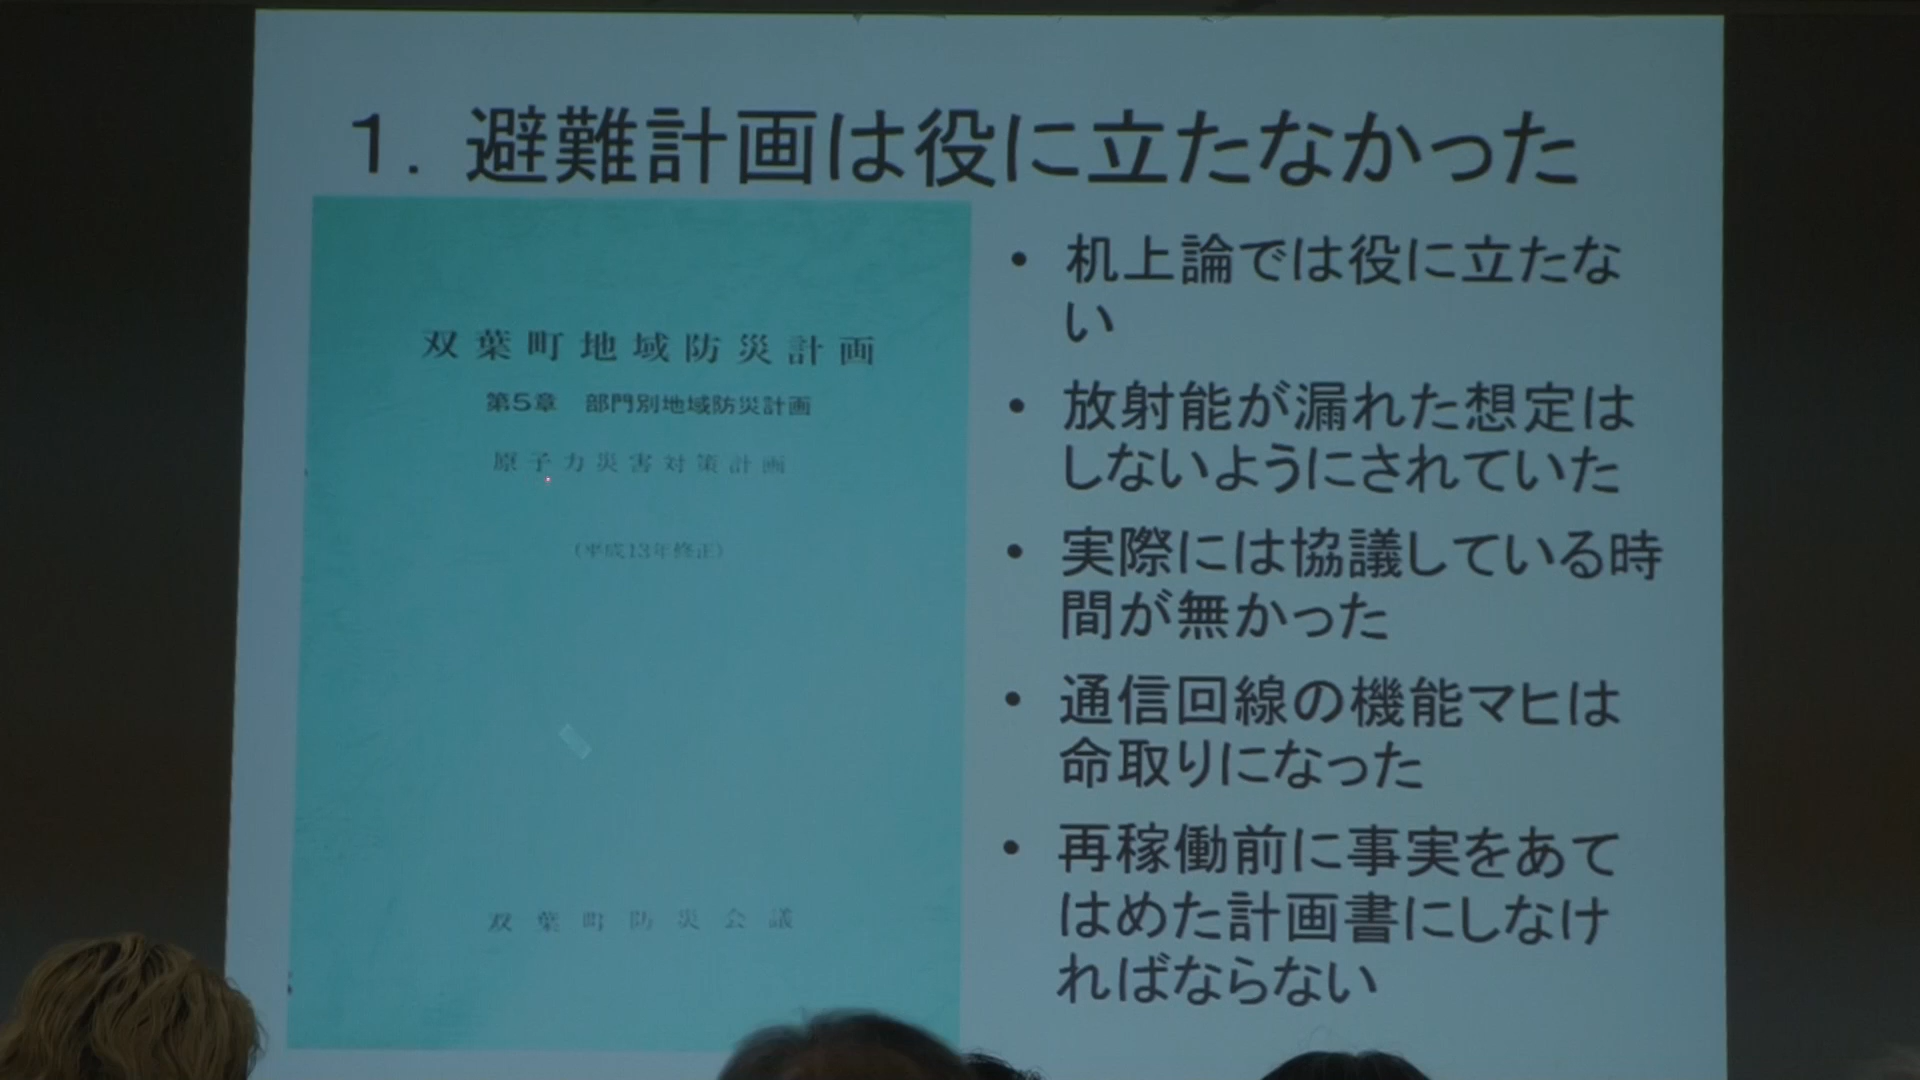 1. 避難計画は役に立たなかった
双葉町地域防災計画
第5章 部門別地域防災計画
原子力災害対策計画
(平成13年修正)
双葉町防災会議
• 机上論では役に立たな
い
• 放射能が漏れた想定は
しないようにされていた
• 実際には協議している時
間が無かった
• 通信回線の機能マヒは
命取りになった
• 再稼働前に事実をあて
はめた計画書にしなけ
ればならない